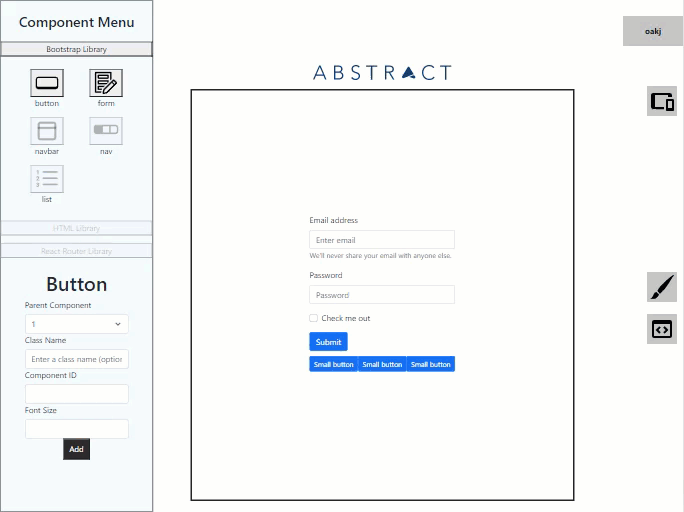 Component Menu
Bootstrap Library
button
form
navbar
nav
list
HTML Library
React Router Library
Button
Parent Component
1
Class Name
Enter a class name (option
Component ID
Font Size
Add
ABSTRACT
Email address
Enter email
We'll never share your email with anyone else.
Password
Password
Check me out
Submit
Small button Small button Small button
oakj